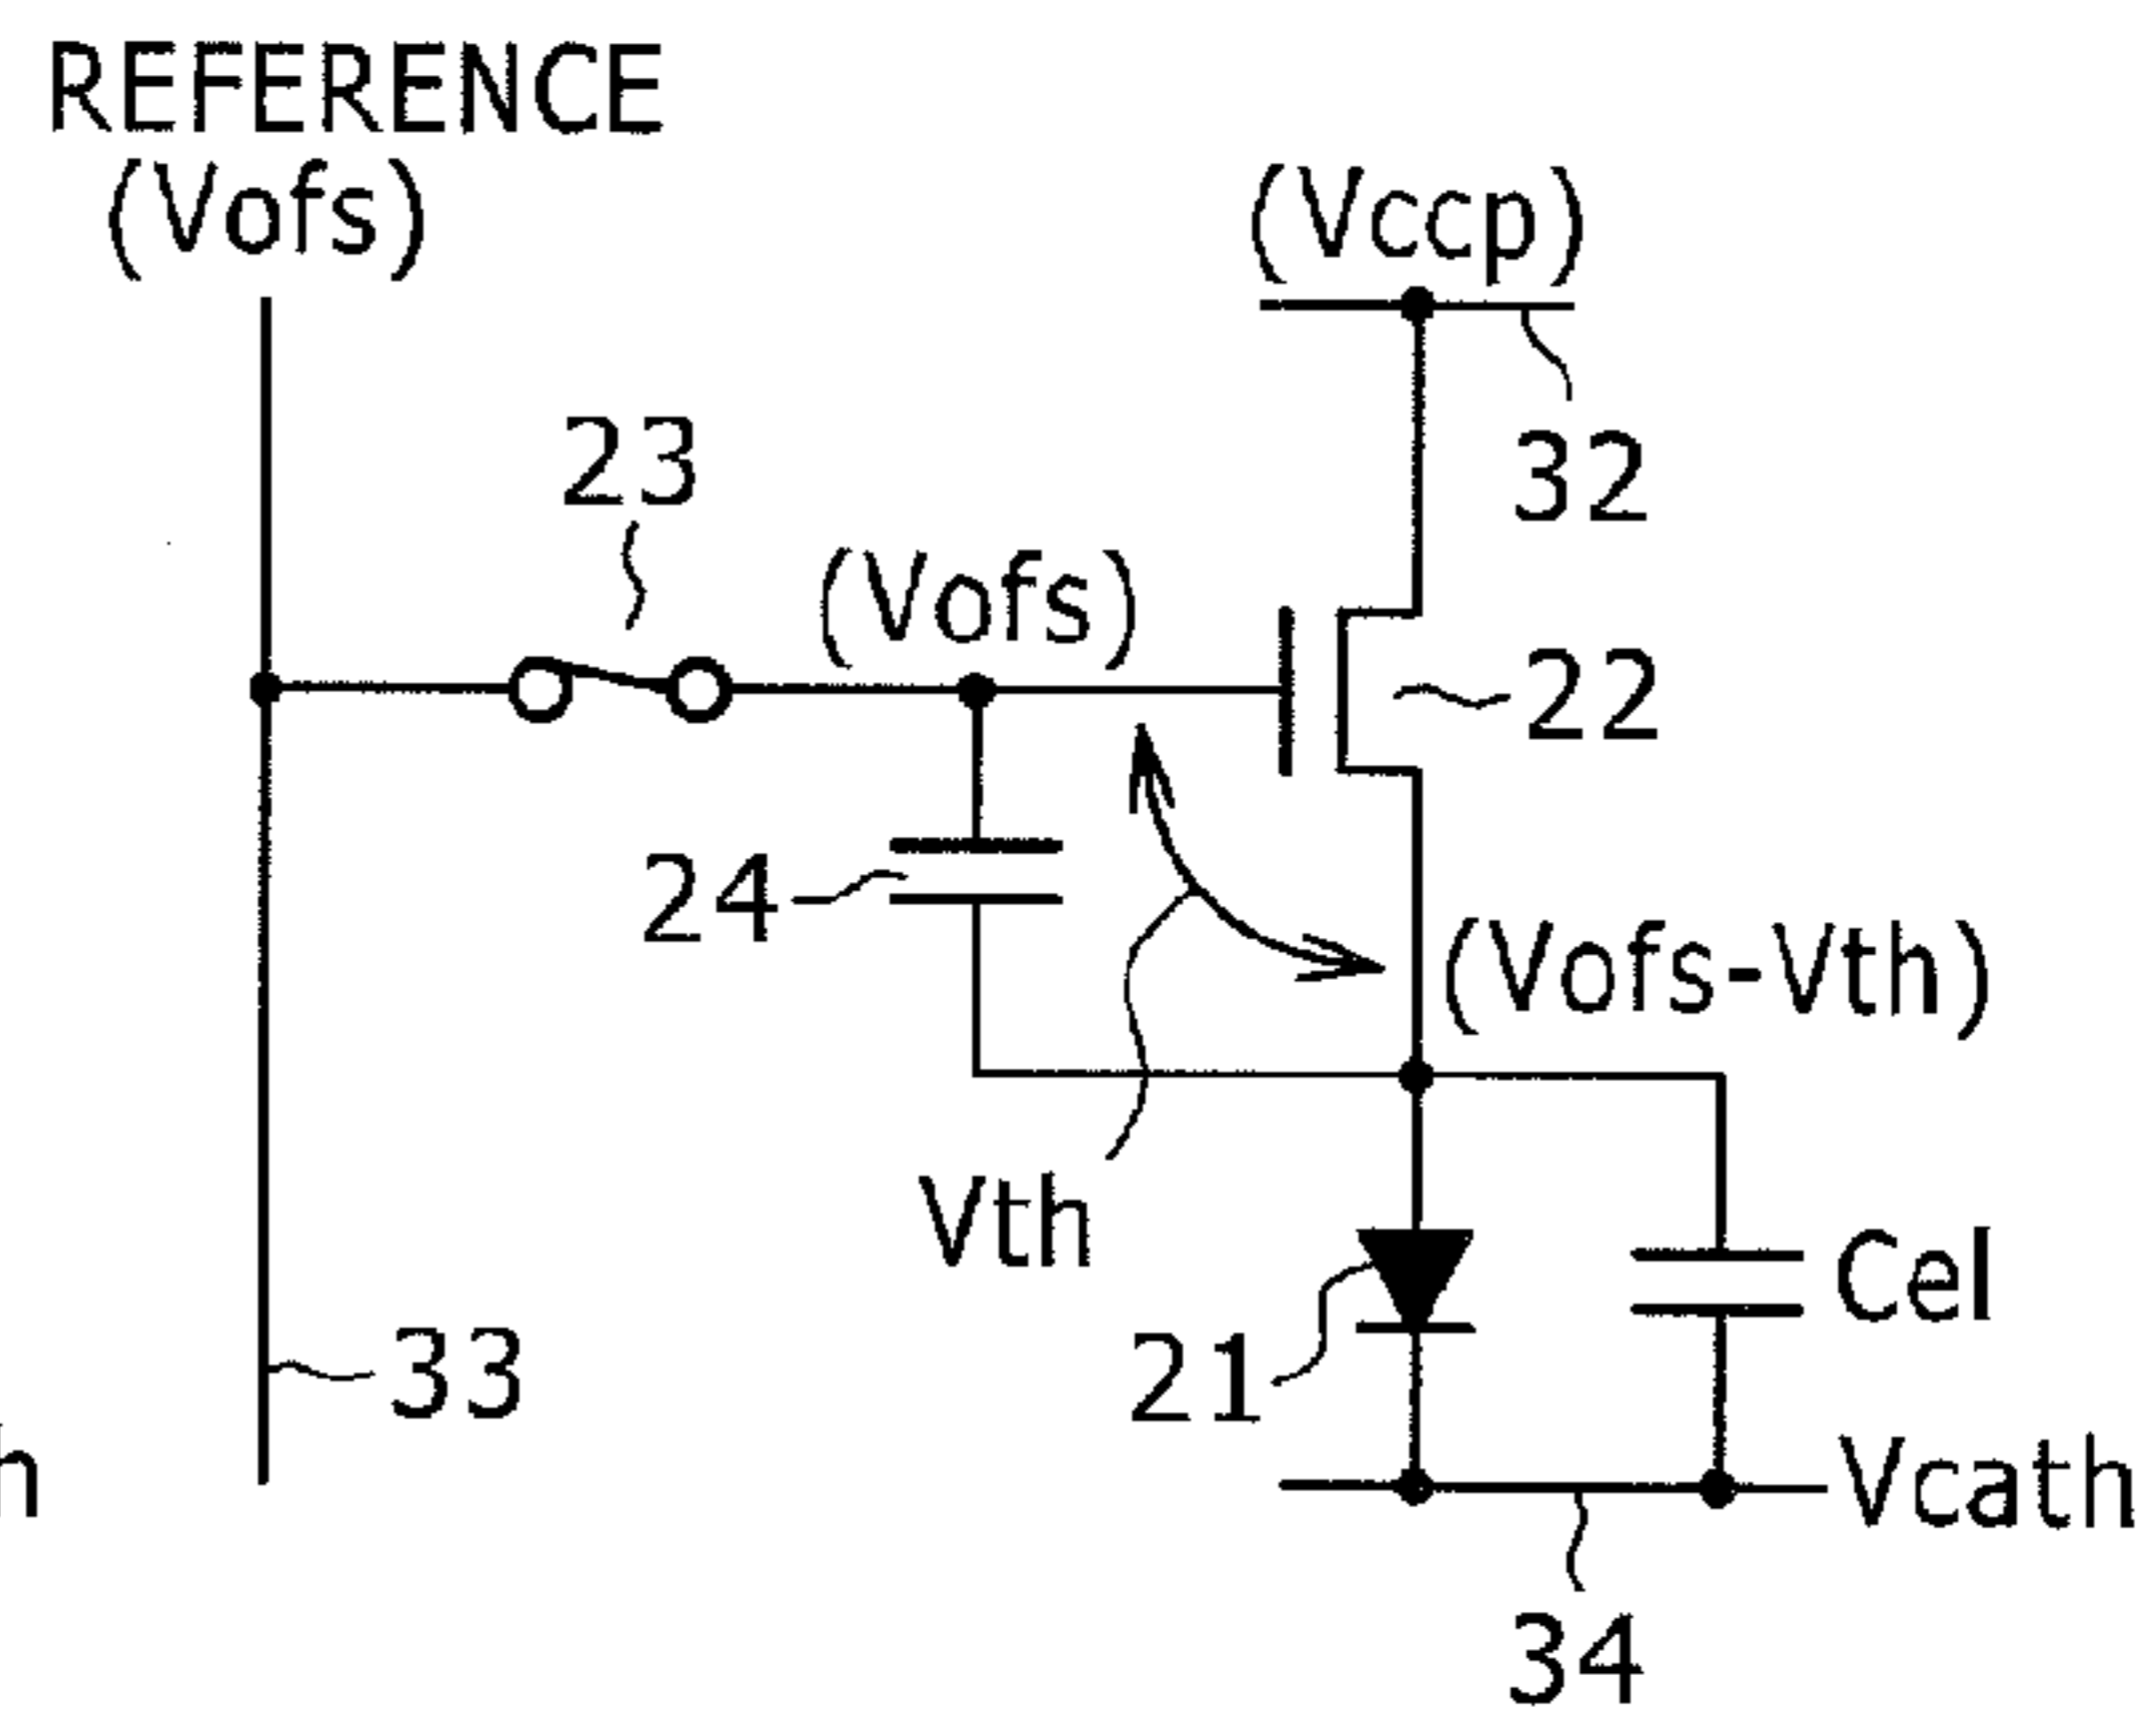 REFERENCE
(Vofs)
(Vccp)
32
23
(Vofs)
22
24
(Vofs-Vth)
Vth
Cel
21
33
Vcath
34